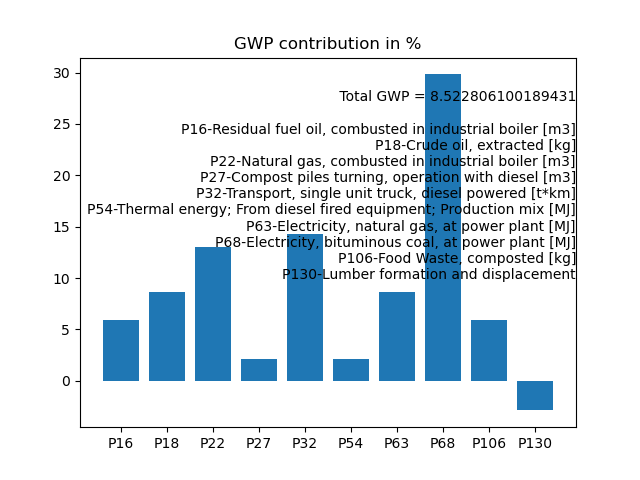 GWP contribution in %
30
25
20
15
10
5
0
Total GWP = 8.522806100189431
P16-Residual fuel oil, combusted in industrial boiler [m3]
P18-Crude oil, extracted [kg]
P22-Natural gas, combusted in industrial boiler [m3]
P27-Compost piles turning, operation with diesel [m3]
P32-Transport, single unit truck, diesel powered [t*km]
P54-Thermal energy; From diesel fired equipment; Production mix [MJ]
P63-Electricity, natural gas, at power plant [MJ]
P68-Electricity, bituminous coal, at power plant [MJ]
P106-Food Waste, composted [kg]
P130-Lumber formation and displacement
P16 P18 P22 P27 P32 P54 P63 P68 P106 P130